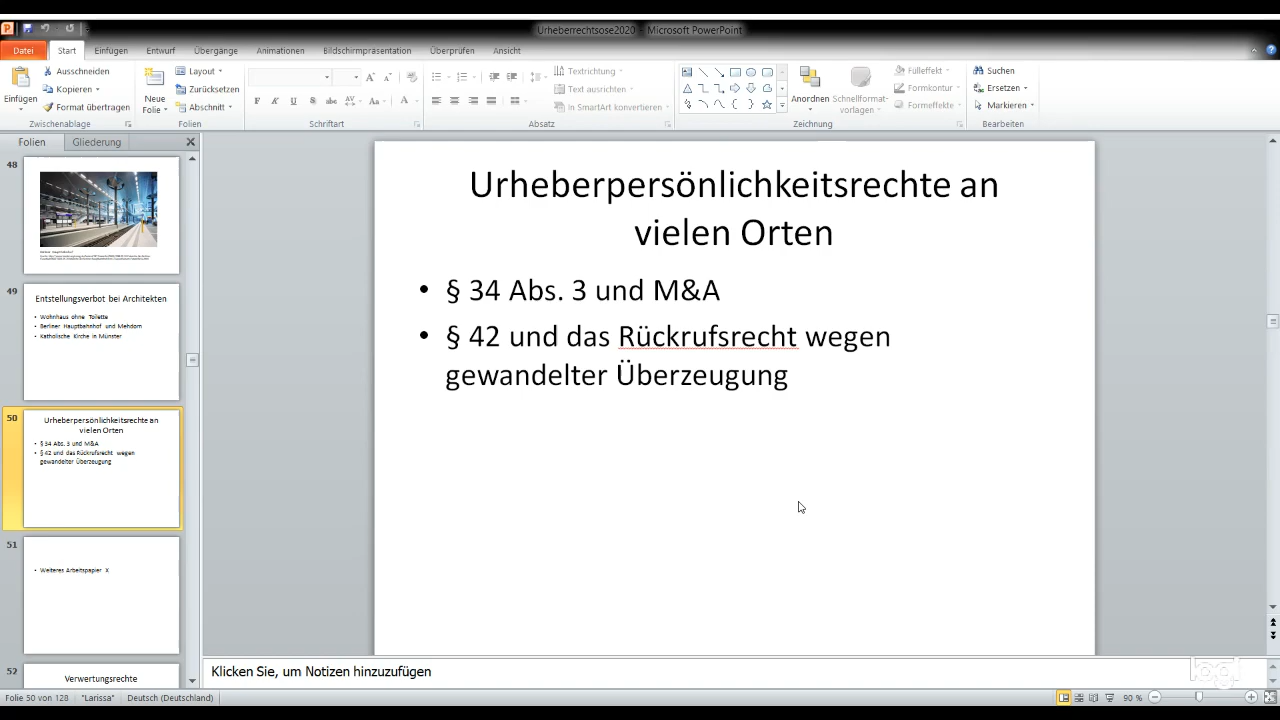 Urheberrechtsose2020 - Microsoft PowerPoint
Datei Start Einfügen Entwurf Übergänge Animationen Bildschirmpräsentation Überprüfen Ansicht
Einfügen
Ausschneiden
Kopieren
Format übertragen
Zwischenablage
Neue
Folie
Layout
Zurücksetzen
Abschnitt
Folien
F K U S abc AV Aa A
Schriftart
Textrichtung
Text ausrichten
In SmartArt konvertieren
Absatz
Anordnen
Schnellformat-
vorlagen
Fülleffekt
Formkontur
Formeffekte
Zeichnung
Suchen
Ersetzen
Markieren
Bearbeiten
Folien Gliederung
48
49
Entstellungsverbot bei Architekten
• Wohnhaus ohne Toilette
• Berliner Hauptbahnhof und Mehdorn
• Katholische Kirche in Münster
50
Urheberpersönlichkeitsrechte an
vielen Orten
• § 34 Abs. 3 und M&A
• § 42 und das Rückrufsrecht wegen
gewandelter Überzeugung
51
• Weiteres Arbeitspapier X
52
Verwertungsrechte
Urheberpersönlichkeitsrechte an
vielen Orten
• § 34 Abs. 3 und M&A
• § 42 und das Rückrufsrecht wegen
gewandelter Überzeugung
Klicken Sie, um Notizen hinzuzufügen
Folie 50 von 128 "Larissa" Deutsch (Deutschland) 90 %